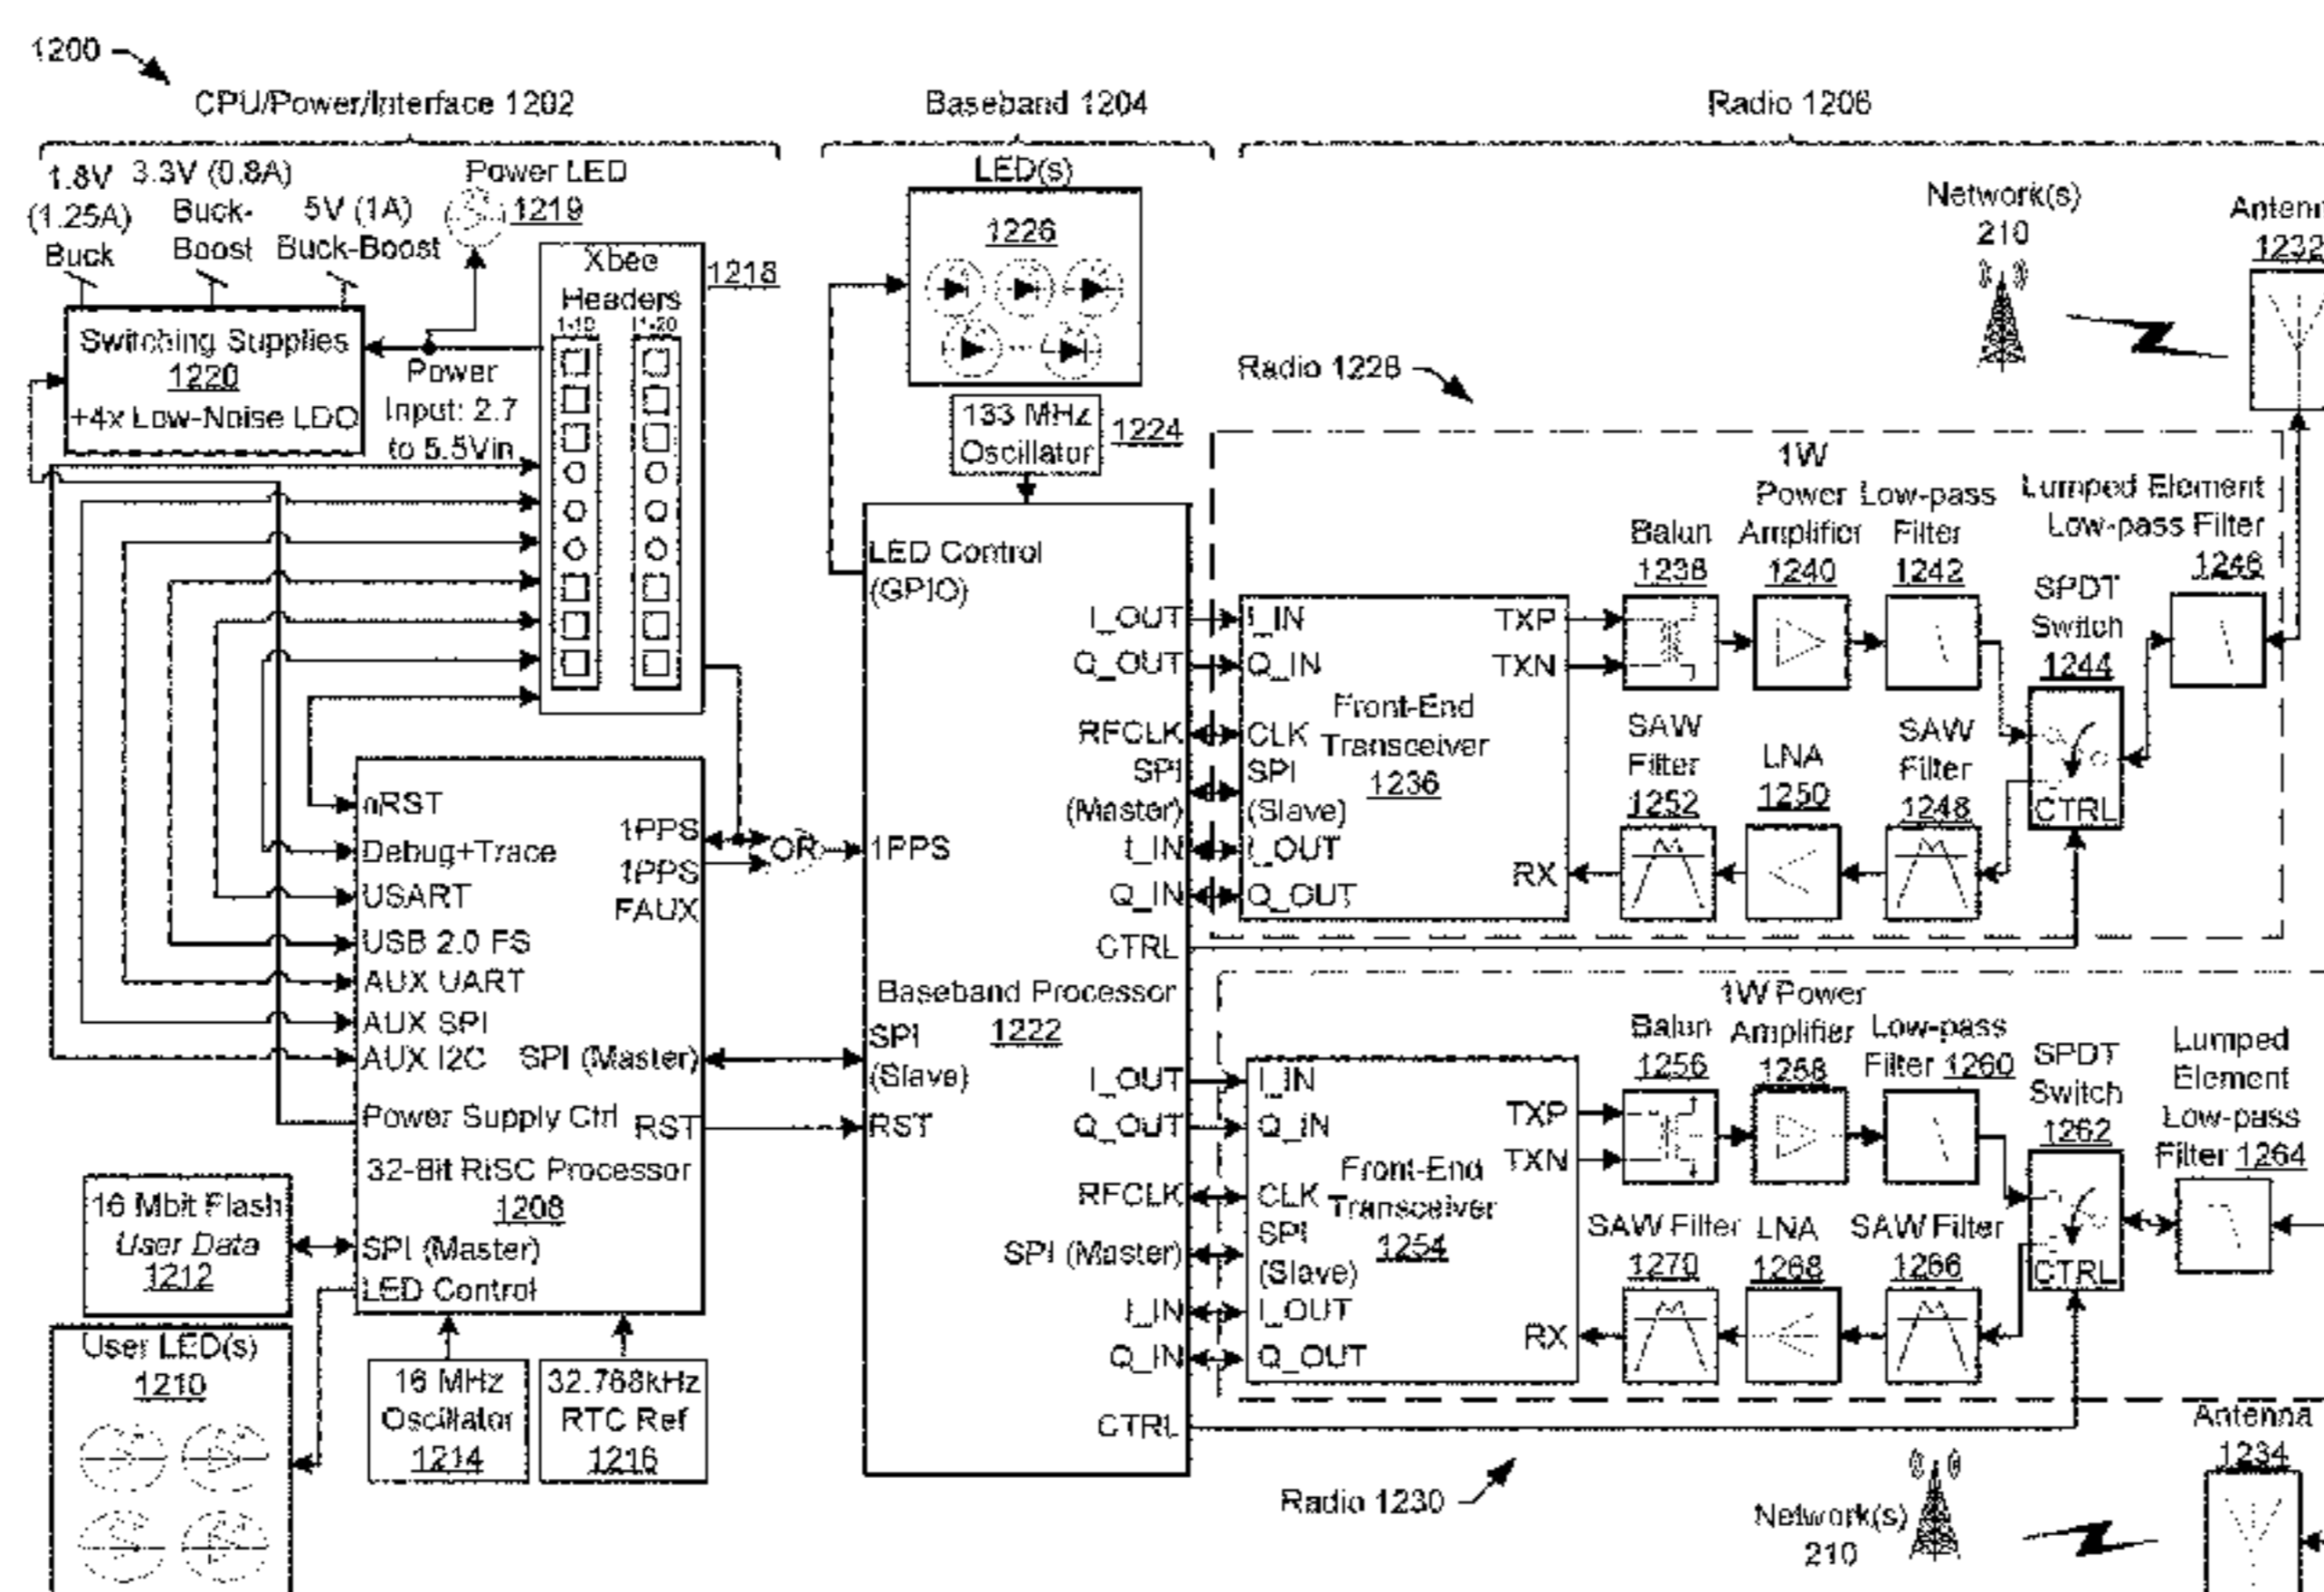 1200
CPU/Power/Interface 1202
Baseband 1204
Radio 1206
1.8V
(1.25A)
Buck
3.3V (0.8A)
Buck-
Boost
5V (1A)
Buck-Boost
Power LED
1219
Switching Supplies
1220
+4x Low-Noise LDO
Power
Input: 2.7
to 5.5Vin
Xbee
Headers
1-10
11-20
1218
nRST
Debug+Trace
USART
USB 2.0 FS
AUX UART
AUX SPI
AUX I2C
Power Supply Ctrl
1PPS
1PPS
FAUX
SPI (Master)
RST
32-Bit RISC Processor
1208
SPI (Master)
LED Control
16 Mbit Flash
User Data
1212
User LED(s)
1210
16 MHz
Oscillator
1214
32.768kHz
RTC Ref
1216
OR
LED(s)
1226
133 MHz
Oscillator
1224
LED Control
(GPIO)
1PPS
Baseband Processor
1222
SPI
(Slave)
RST
I_OUT
Q_OUT
RFCLK
SPI
(Master)
I_IN
Q_IN
CTRL
I_OUT
Q_OUT
RFCLK
SPI (Master)
I_IN
Q_IN
CTRL
Network(s)
210
1232
Radio 1228
I_IN
Q_IN
CLK
SPI
(Slave)
I_OUT
Q_OUT
Front-End
Transceiver
1236
TXP
TXN
RX
Balun
1238
1W
Power
Amplifier
1240
Low-pass
Filter
1242
Lumped Element
Low-pass Filter
1246
SPDT
Switch
1244
CTRL
SAW
Filter
1252
LNA
1250
SAW
Filter
1248
I_IN
Q_IN
CLK
SPI
(Slave)
I_OUT
Q_OUT
Front-End
Transceiver
1254
TXP
TXN
RX
Balun
1256
1W Power
Amplifier
1258
Low-pass
Filter 1260
SPDT
Switch
1262
CTRL
Lumped
Element
Low-pass
Filter 1264
SAW Filter
1270
LNA
1268
SAW Filter
1266
Radio 1230
Network(s)
210
Antenna
1234